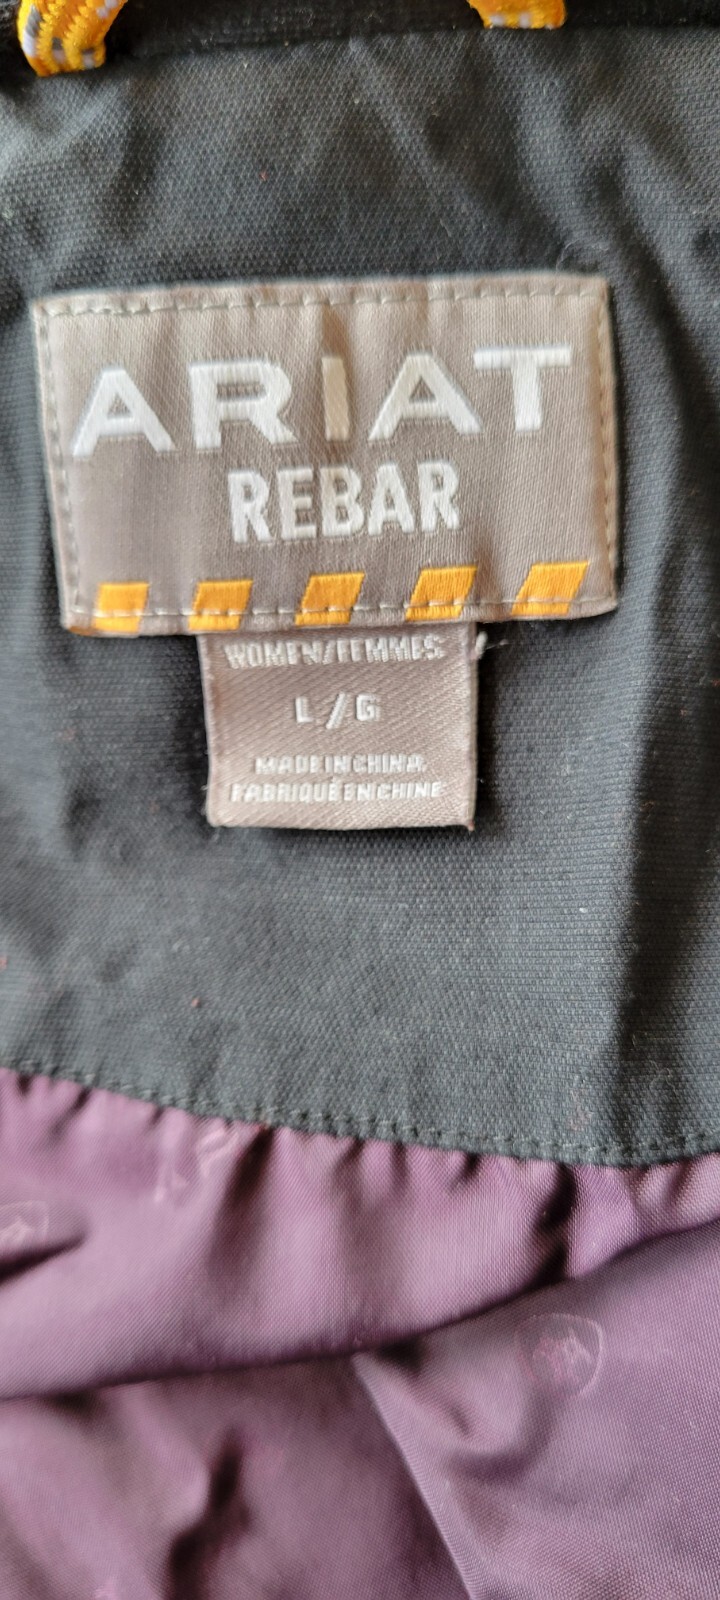 ARIAT
REBAR
WOMEN/FEMMES
L/G
MADE IN CHINA
FABRIQUÉ EN CHINE